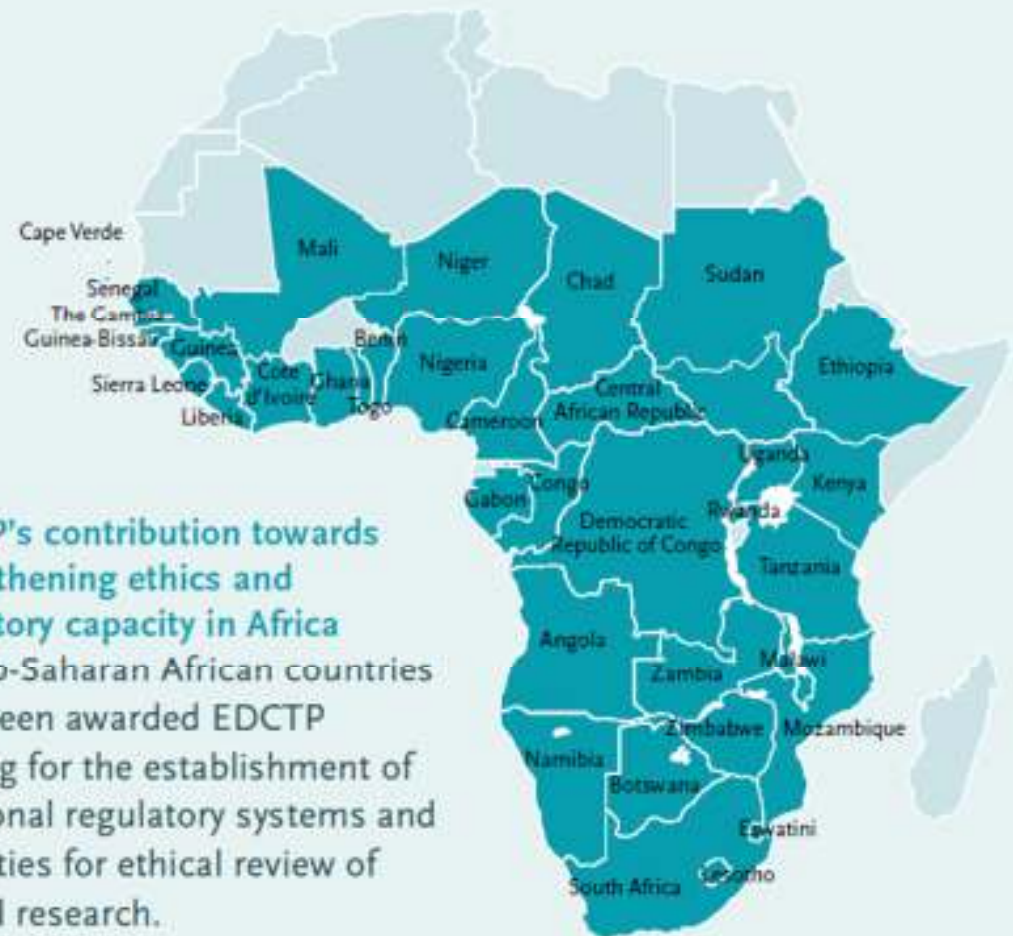 Cape Verde
Mali
Niger
Chad
Sudan
Senegal
The Gambia
Guinea-Bissau
Guinea
Benin
Nigeria
Ethiopia
Sierra Leone
Côte
d'Ivoire
Ghana
Togo
Central
African Republic
Liberia
Cameroon
Uganda
Kenya
Gabon
Congo
Rwanda
Democratic
Republic of Congo
Tanzania
Angola
Malawi
Zambia
Zimbabwe
Mozambique
Namibia
Botswana
Eswatini
South Africa
Lesotho
P's contribution towards
thening ethics and
tory capacity in Africa
o-Saharan African countries
een awarded EDCTP
g for the establishment of
onal regulatory systems and
ties for ethical review of
l research.